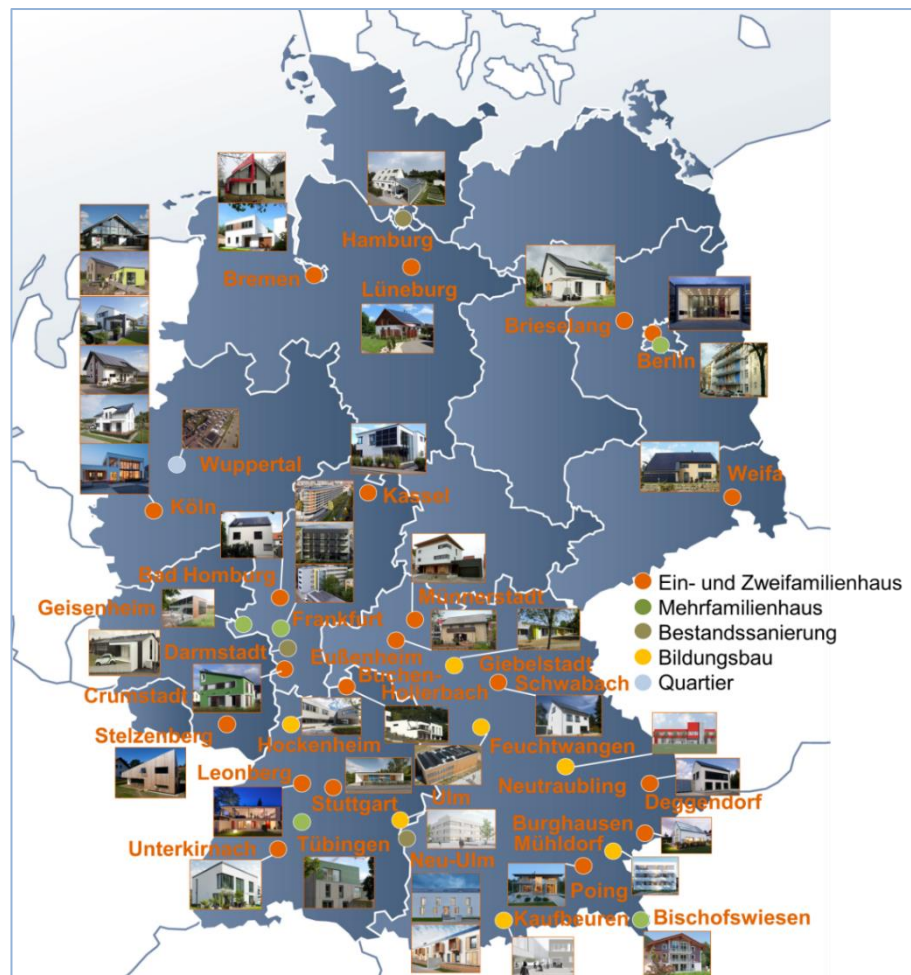 Hamburg
Bremen
Lüneburg
Brieselang
Berlin
Wuppertal
Kassel
Weifa
Köln
Bad Homburg
Münnerstadt
Geisenheim
Frankfurt
Darmstadt
Eußenheim
Giebelstadt
Buchen-
Hollerbach
Schwabach
Crumstadt
Stelzenberg
Hockenheim
Feuchtwangen
Leonberg
Stuttgart
Ulm
Neutraubling
Deggendorf
Unterkirnach
Tübingen
Neu-Ulm
Burghausen
Mühldorf
Poing
Kaufbeuren
Bischofswiesen
Ein- und Zweifamilienhaus
Mehrfamilienhaus
Bestandssanierung
Bildungsbau
Quartier